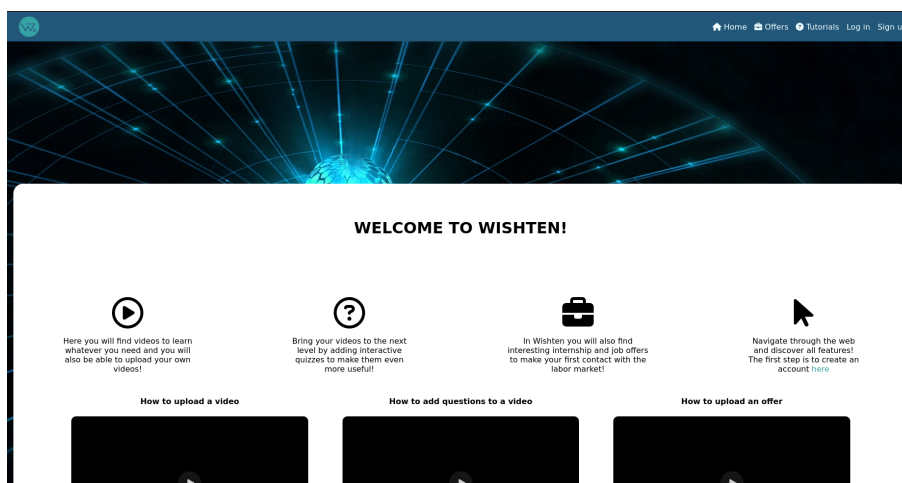 Home Offers Tutorials Log in Sign u
WELCOME TO WISHTEN!
Here you will find videos to learn
whatever you need and you will
also be able to upload your own
videos!
Bring your videos to the next
level by adding interactive
quizzes to make them even
more useful!
In Wishten you will also find
interesting internship and job offers
to make your first contact with the
labor market!
Navigate through the web
and discover all features!
The first step is to create an
account here
How to upload a video
How to add questions to a video
How to upload an offer